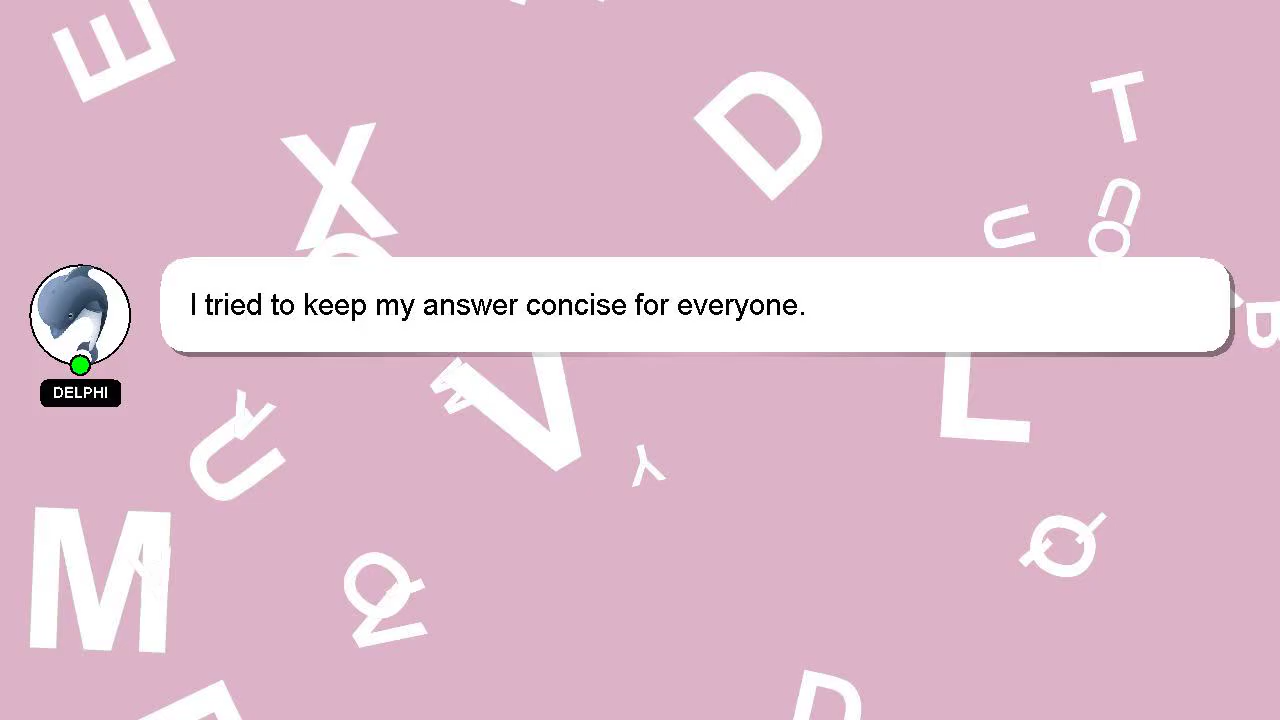 I tried to keep my answer concise for everyone.
DELPHI
E
X
D
T
U
U
O
B
V
L
Y
U
Y
M
Q
D